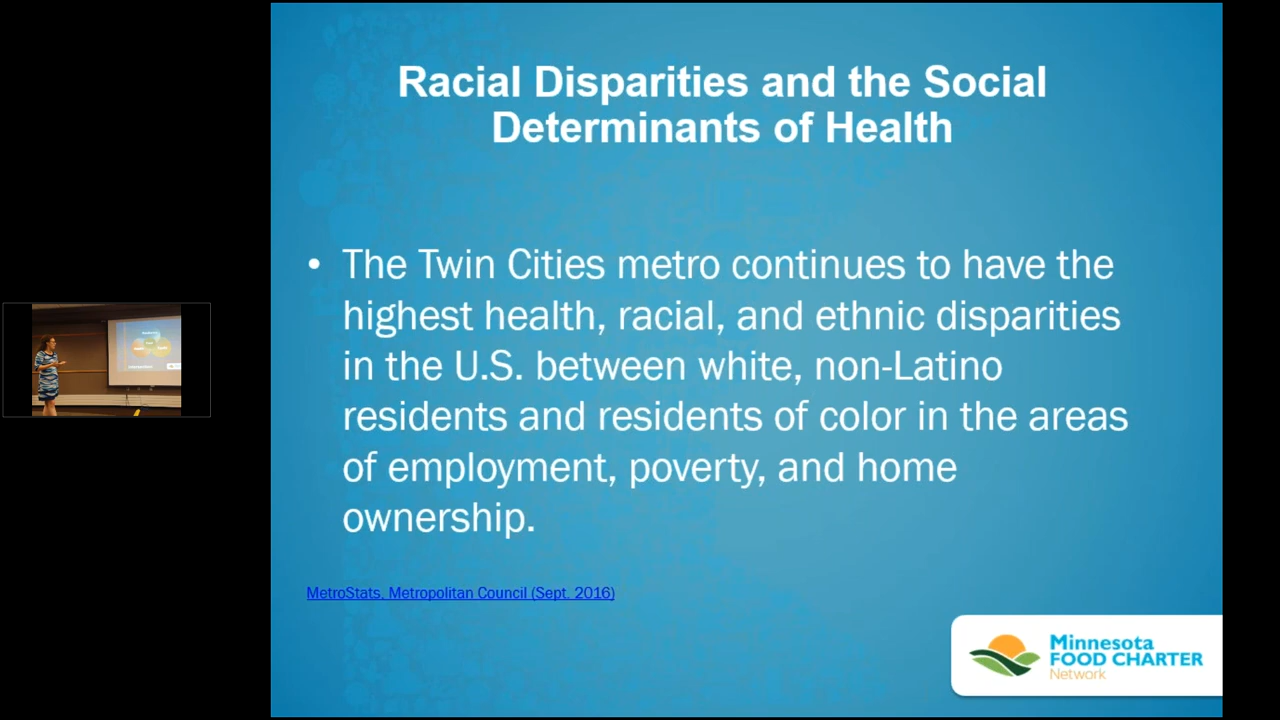 Racial Disparities and the Social
Determinants of Health
• The Twin Cities metro continues to have the
highest health, racial, and ethnic disparities
in the U.S. between white, non-Latino
residents and residents of color in the areas
of employment, poverty, and home
ownership.
MetroStats, Metropolitan Council (Sept. 2016)
Minnesota
FOOD CHARTER
Network